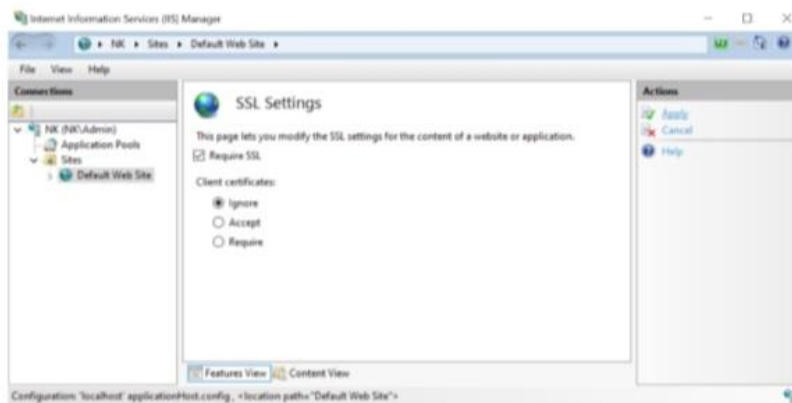 Internet Information Services (IIS) Manager
NK Sites Default Web Site
File View Help
Connections
NK (NK\Admin)
Application Pools
Sites
Default Web Site
SSL Settings
This page lets you modify the SSL settings for the content of a website or application.
Require SSL
Client certificates:
Ignore
Accept
Require
Features View Content View
Actions
Apply
Cancel
Help
Configuration: 'localhost' applicationHost.config, <location path="Default Web Site">